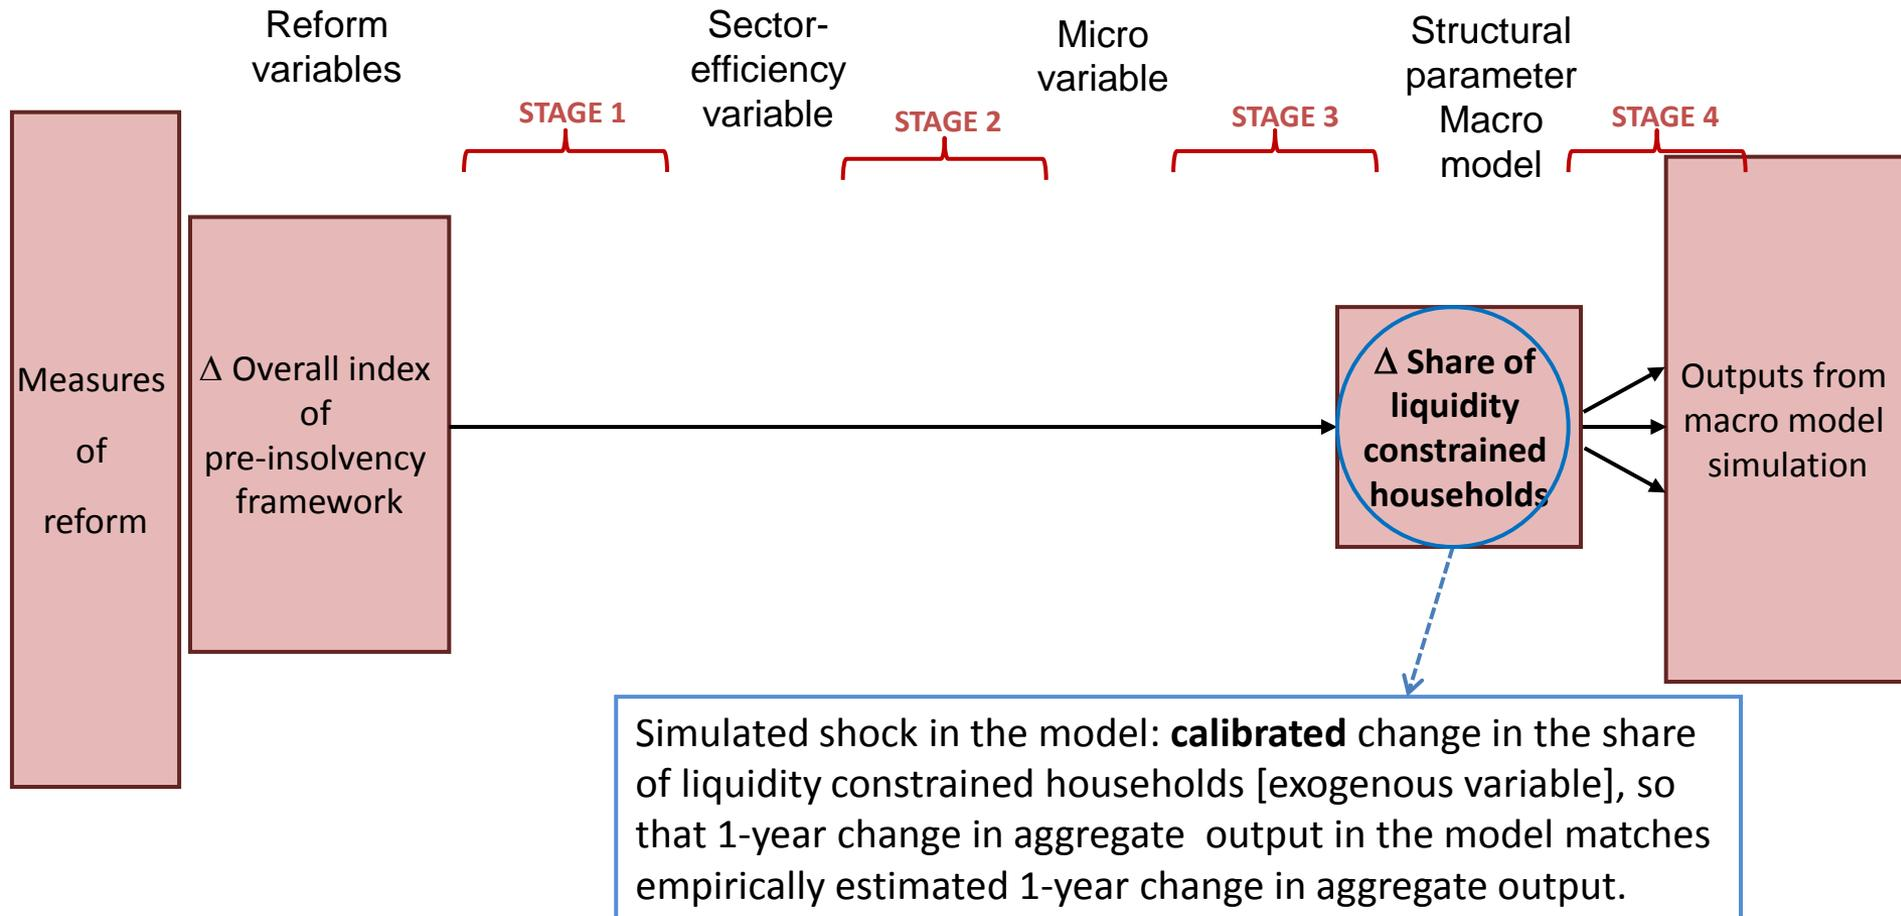 Reform
variables
Sector-
efficiency
variable
Micro
variable
Structural
parameter
Macro
model
STAGE 1
STAGE 2
STAGE 3
STAGE 4
Measures
of
reform
Δ Overall index
of
pre-insolvency
framework
Δ Share of
liquidity
constrained
households
Outputs from
macro model
simulation
Simulated shock in the model: calibrated change in the share
of liquidity constrained households [exogenous variable], so
that 1-year change in aggregate output in the model matches
empirically estimated 1-year change in aggregate output.